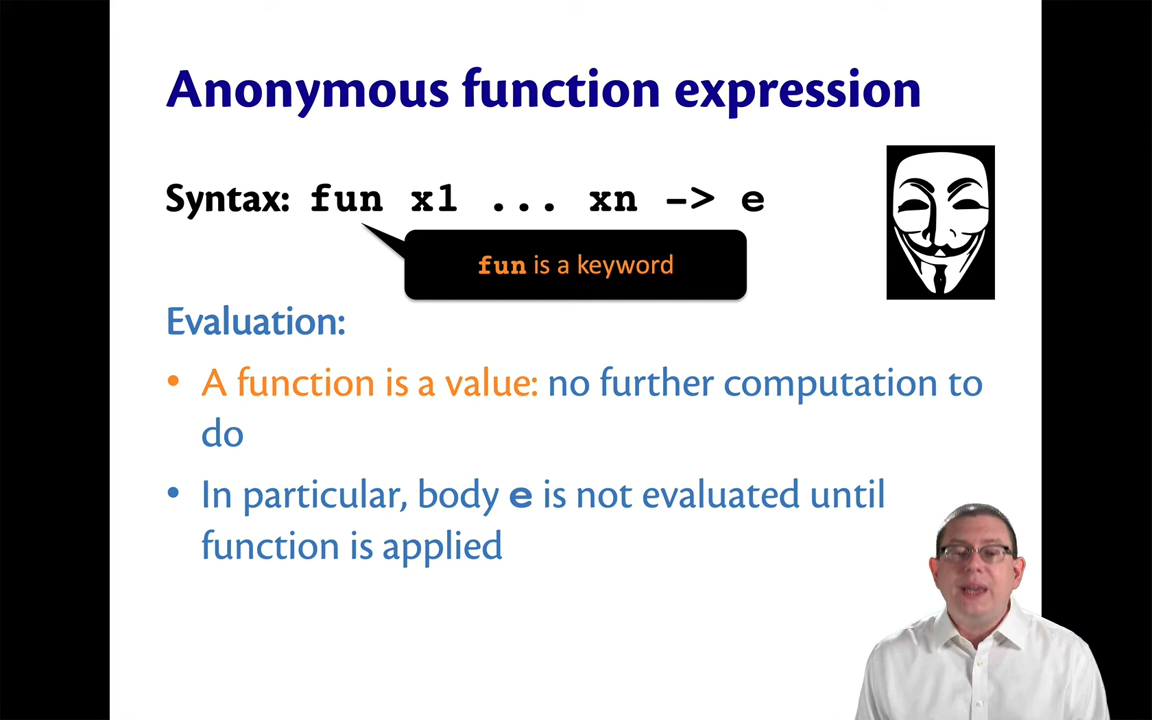 Anonymous function expression
Syntax: fun x1 ... xn -> e
fun is a keyword
Evaluation:
• A function is a value: no further computation to
do
• In particular, body e is not evaluated until
function is applied